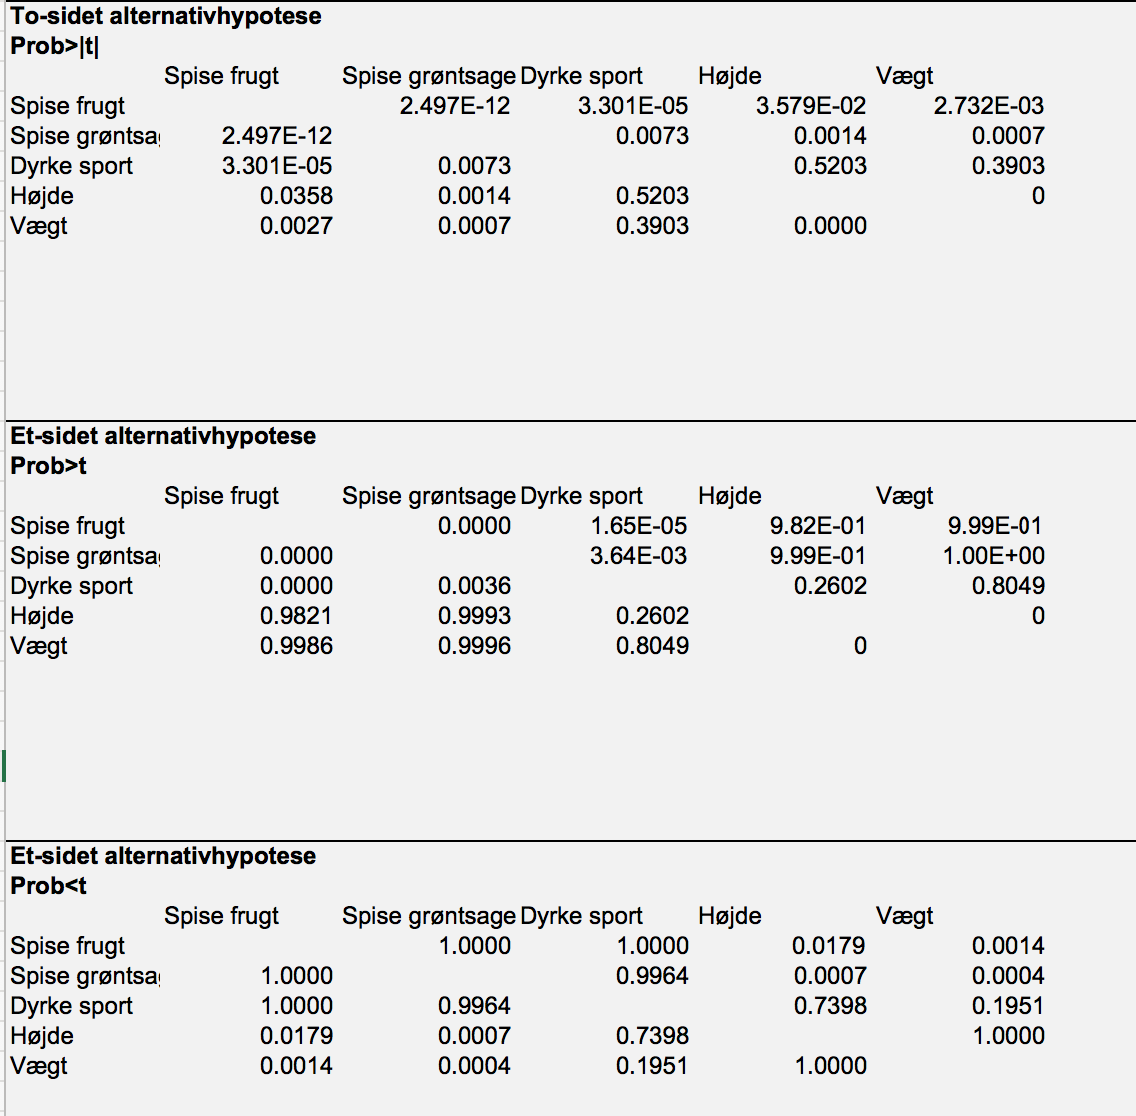 To-sidet alternativhypotese
Prob>|t|
Spise frugt Spise grøntsage Dyrke sport Højde Vægt
Spise frugt 2.497E-12 3.301E-05 3.579E-02 2.732E-03
Spise grøntsa 2.497E-12 0.0073 0.0014 0.0007
Dyrke sport 3.301E-05 0.0073 0.5203 0.3903
Højde 0.0358 0.0014 0.5203 0
Vægt 0.0027 0.0007 0.3903 0.0000
Et-sidet alternativhypotese
Prob>t
Spise frugt Spise grøntsage Dyrke sport Højde Vægt
Spise frugt 0.0000 1.65E-05 9.82E-01 9.99E-01
Spise grøntsa 0.0000 3.64E-03 9.99E-01 1.00E+00
Dyrke sport 0.0000 0.0036 0.2602 0.8049
Højde 0.9821 0.9993 0.2602 0
Vægt 0.9986 0.9996 0.8049 0
Et-sidet alternativhypotese
Prob<t
Spise frugt Spise grøntsage Dyrke sport Højde Vægt
Spise frugt 1.0000 1.0000 0.0179 0.0014
Spise grøntsa 1.0000 0.9964 0.0007 0.0004
Dyrke sport 1.0000 0.9964 0.7398 0.1951
Højde 0.0179 0.0007 0.7398 1.0000
Vægt 0.0014 0.0004 0.1951 1.0000